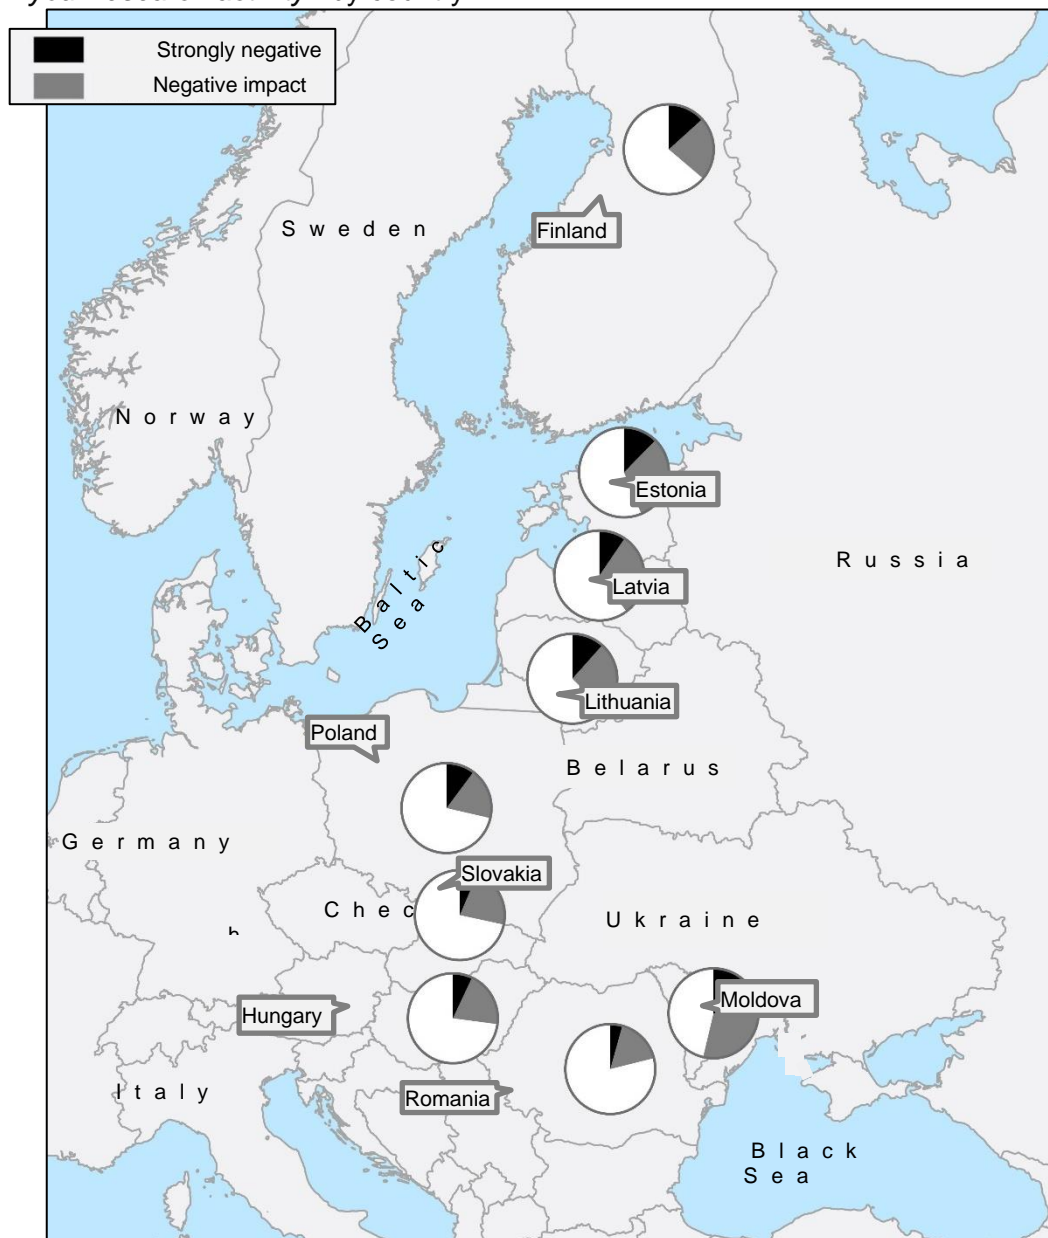 Strongly negative
Negative impact
Finland
Sweden
Norway
Estonia
Russia
Baltic
Sea
Latvia
Lithuania
Poland
Belarus
Germany
Slovakia
Chec
Ukraine
h
Moldova
Hungary
Romania
Italy
Black
Sea